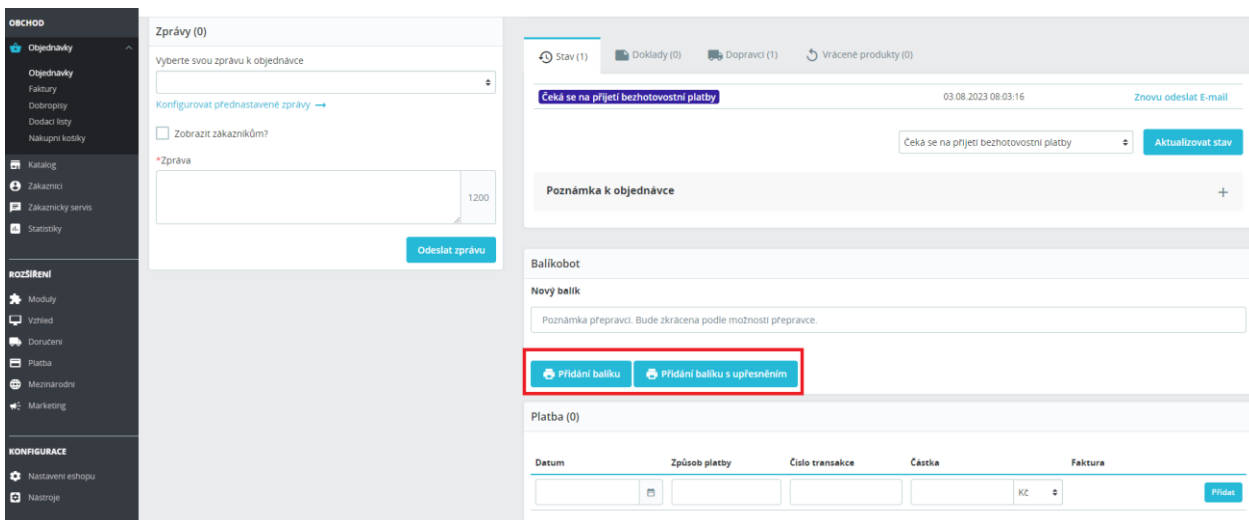 OBCHOD
Objednávky
Objednávky
Faktury
Dobropisy
Dodací listy
Nákupní košíky
Katalog
Zákazníci
Zákaznický servis
Statistiky
ROZŠÍŘENÍ
Moduly
Vzhled
Doručení
Platba
Mezinárodní
Marketing
KONFIGURACE
Nastavení eshopu
Nástroje
Zprávy (0)
Vyberte svou zprávu k objednávce
Konfigurovat přednastavené zprávy →
Zobrazit zákazníkům?
*Zpráva
1200
Odeslat zprávu
Stav (1) Doklady (0) Dopravci (1) Vrácené produkty (0)
Čeká se na přijetí bezhotovostní platby 03.08.2023 08:03:16 Znovu odeslat E-mail
Čeká se na přijetí bezhotovostní platby Aktualizovat stav
Poznámka k objednávce +
Balíkobot
Nový balík
Poznámka přepravci. Bude zkrácena podle možností přepravce.
Přidání balíku Přidání balíku s upřesněním
Platba (0)
Datum Způsob platby Číslo transakce Částka Faktura
Kč Přidat